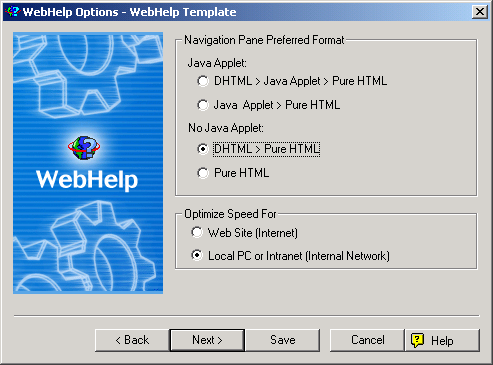 WebHelp Options - WebHelp Template
WebHelp
Navigation Pane Preferred Format
Java Applet:
DHTML > Java Applet > Pure HTML
Java Applet > Pure HTML
No Java Applet:
DHTML > Pure HTML
Pure HTML
Optimize Speed For
Web Site (Internet)
Local PC or Intranet (Internal Network)
< Back
Next >
Save
Cancel
Help